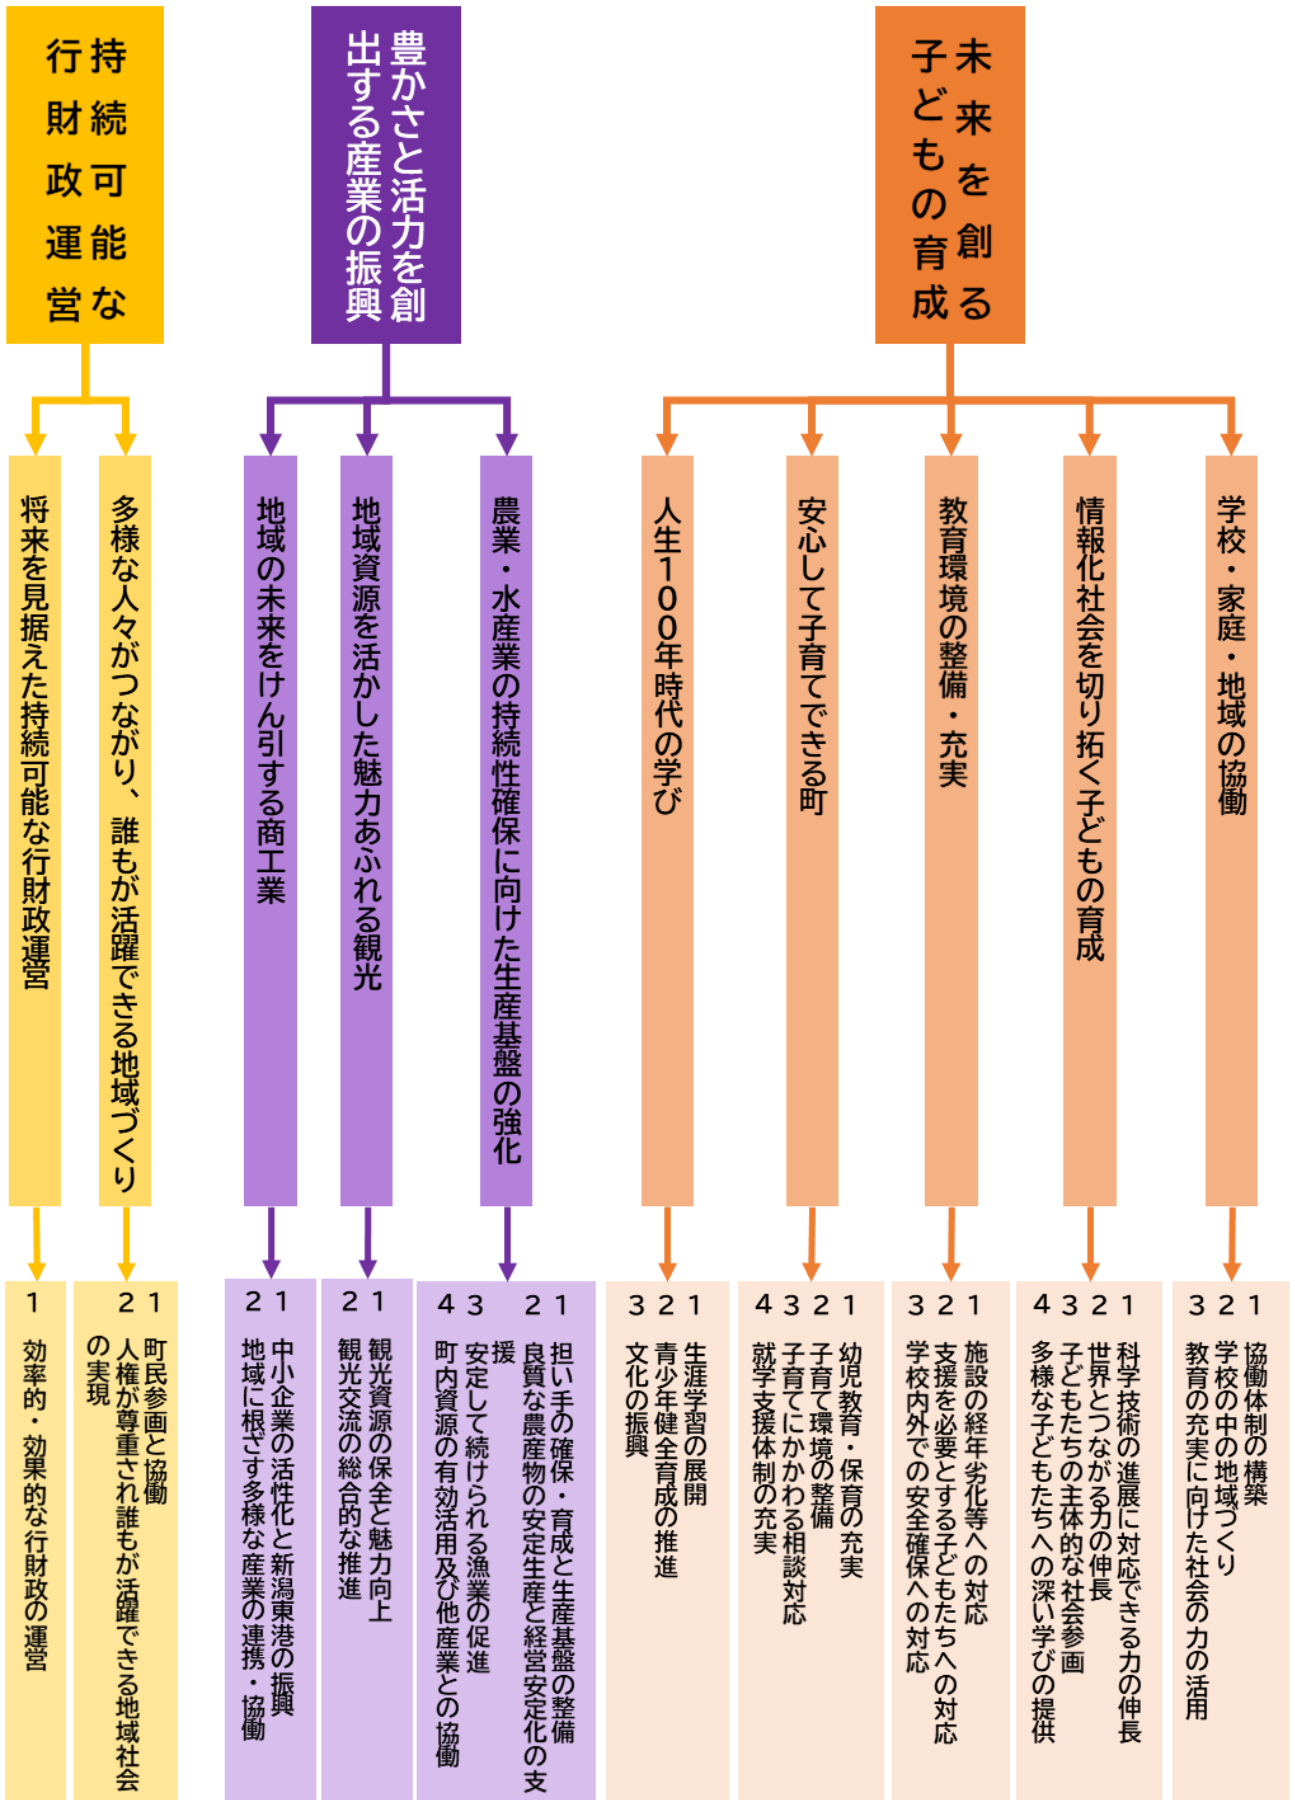 未来を創る
子どもの育成
学校・家庭・地域の協働
1　協働体制の構築
2　学校の中の地域づくり
3　教育の充実に向けた社会の力の活用
情報化社会を切り拓く子どもの育成
1　科学技術の進展に対応できる力の伸長
2　世界とつながる力の伸長
3　子どもたちの主体的な社会参画
4　多様な子どもたちへの深い学びの提供
教育環境の整備・充実
1　施設の経年劣化等への対応
2　支援を必要とする子どもたちへの対応
3　学校内外での安全確保への対応
安心して子育てできる町
1　幼児教育・保育の充実
2　子育て環境の整備
3　子育てにかかわる相談対応
4　就学支援体制の充実
人生100年時代の学び
1　生涯学習の展開
2　青少年健全育成の推進
3　文化の振興
豊かさと活力を創
出する産業の振興
農業・水産業の持続性確保に向けた生産基盤の強化
1　担い手の確保・育成と生産基盤の整備
2　良質な農産物の安定生産と経営安定化の支
援
3　安定して続けられる漁業の促進
4　町内資源の有効活用及び他産業との協働
地域資源を活かした魅力あふれる観光
1　観光資源の保全と魅力向上
2　観光交流の総合的な推進
地域の未来をけん引する商工業
1　中小企業の活性化と新潟東港の振興
2　地域に根ざす多様な産業の連携・協働
持続可能な
行財政運営
多様な人々がつながり、誰もが活躍できる地域づくり
1　町民参画と協働
2　人権が尊重され誰もが活躍できる地域社会
の実現
将来を見据えた持続可能な行財政運営
1　効率的・効果的な行財政の運営